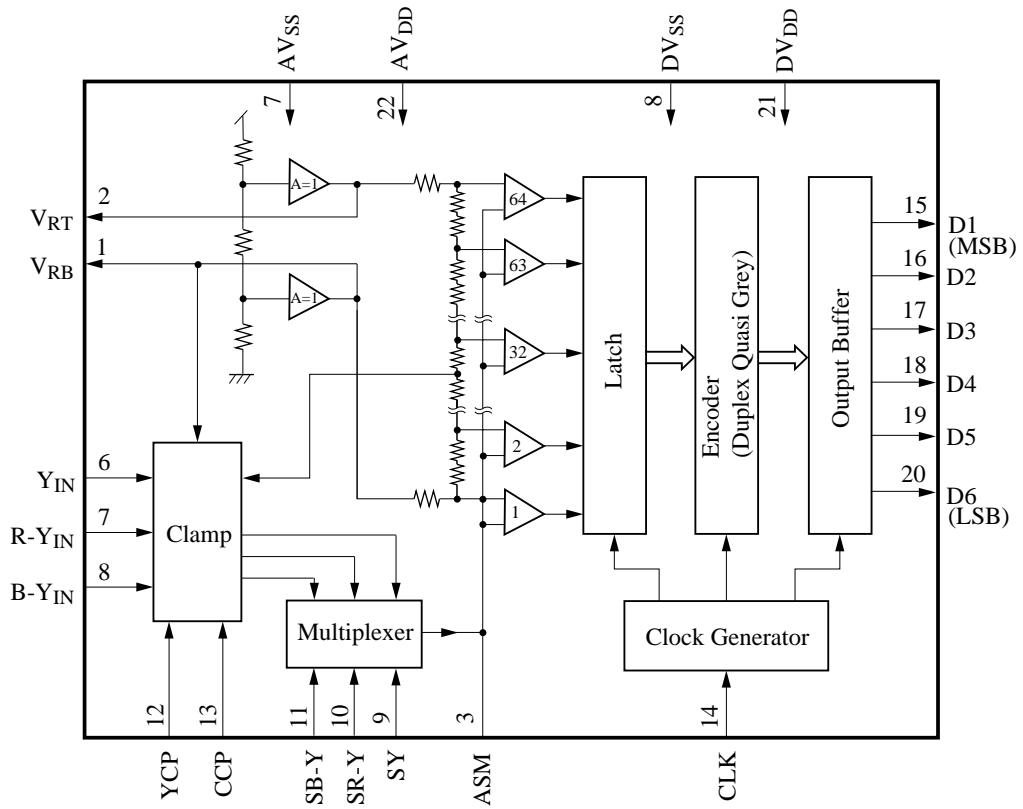 AVSS
AVDD
DVSS
DVDD
7
22
8
21
2
VRT
1
VRB
A=1
A=1
64
63
32
2
1
Latch
Encoder
(Duplex Quasi Grey)
Output Buffer
15
D1
(MSB)
16
D2
17
D3
18
D4
19
D5
20
D6
(LSB)
6
YIN
7
R-YIN
8
B-YIN
Clamp
Multiplexer
Clock Generator
12
13
11
10
9
3
14
YCP
CCP
SB-Y
SR-Y
SY
ASM
CLK